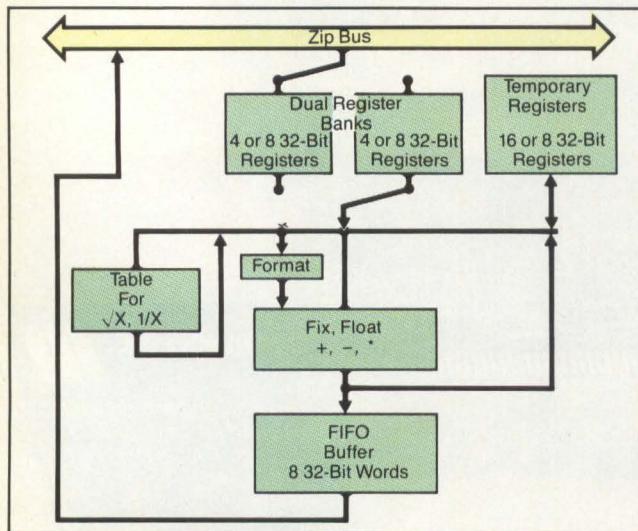 Zip Bus
Dual Register
Banks
4 or 8 32-Bit
Registers
4 or 8 32-Bit
Registers
Temporary
Registers
16 or 8 32-Bit
Registers
Format
Table
For
√X, 1/X
Fix, Float
+, −, *
FIFO
Buffer
8 32-Bit Words